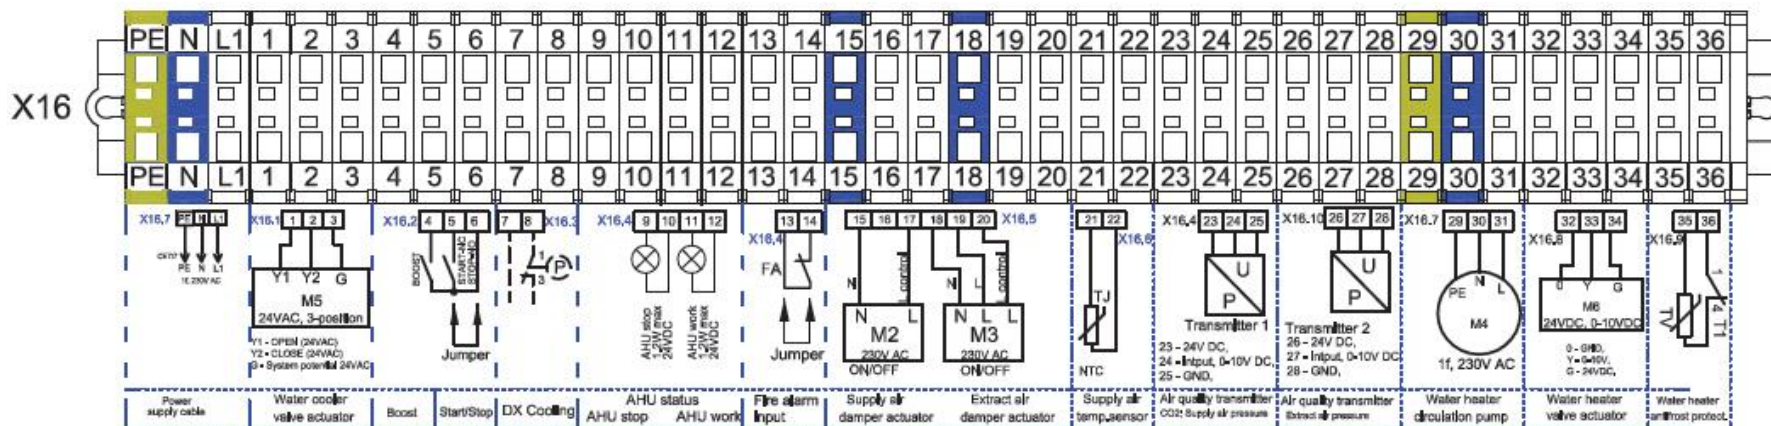 PE N L1 1 2 3 4 5 6 7 8 9 10 11 12 13 14 15 16 17 18 19 20 21 22 23 24 25 26 27 28 29 30 31 32 33 34 35 36
X16
PE N L1 1 2 3 4 5 6 7 8 9 10 11 12 13 14 15 16 17 18 19 20 21 22 23 24 25 26 27 28 29 30 31 32 33 34 35 36
X16,7 PE N L1
PE N L1
1f, 230V AC
Power
supply cable
X16.1 1 2 3
Y1 Y2 G
M5
24VAC, 3-position
Y1 - OPEN (24VAC)
Y2 - CLOSE (24VAC)
G - System potential 24VAC
Water cooler
valve actuator
X16.2 4 5 6
BOOST
START-NC
STOP-NO
Jumper
Boost
Start/Stop
7 8 X16.3
1
P
3
DX Cooling
X16,4 9 10 11 12
AHU stop
1,2W max
24VDC
AHU work
1,2W max
24VDC
AHU status
AHU stop AHU work
13 14
X16,4
FA
Jumper
Fire alarm
input
15 16 17 18 19 20 X16,5
N
L control
N
L
L control
N L
M2
230V AC
ON/OFF
N L L
M3
230V AC
ON/OFF
Supply air
damper actuator
Extract air
damper actuator
21 22
X16,6
TJ
NTC
Supply air
temp.sensor
X16.4 23 24 25
U
P
Transmitter 1
23 - 24V DC,
24 - Intput, 0-10V DC,
25 - GND,
Air quality transmitter
CO2; Supply air pressure
X16.10 26 27 28
U
P
Transmitter 2
26 - 24V DC,
27 - Intput, 0-10V DC
28 - GND,
Air quality transmitter
Extract air pressure
X16.7 29 30 31
PE N L
M4
1f, 230V AC
Water heater
circulation pump
32 33 34
X16.8
0 Y G
M6
24VDC, 0-10VDC
0 - GND,
Y - 0-10V,
G - 24VDC,
Water heater
valve actuator
35 36
X16.9
1
TV
4
T1
Water heater
antifrost protect.